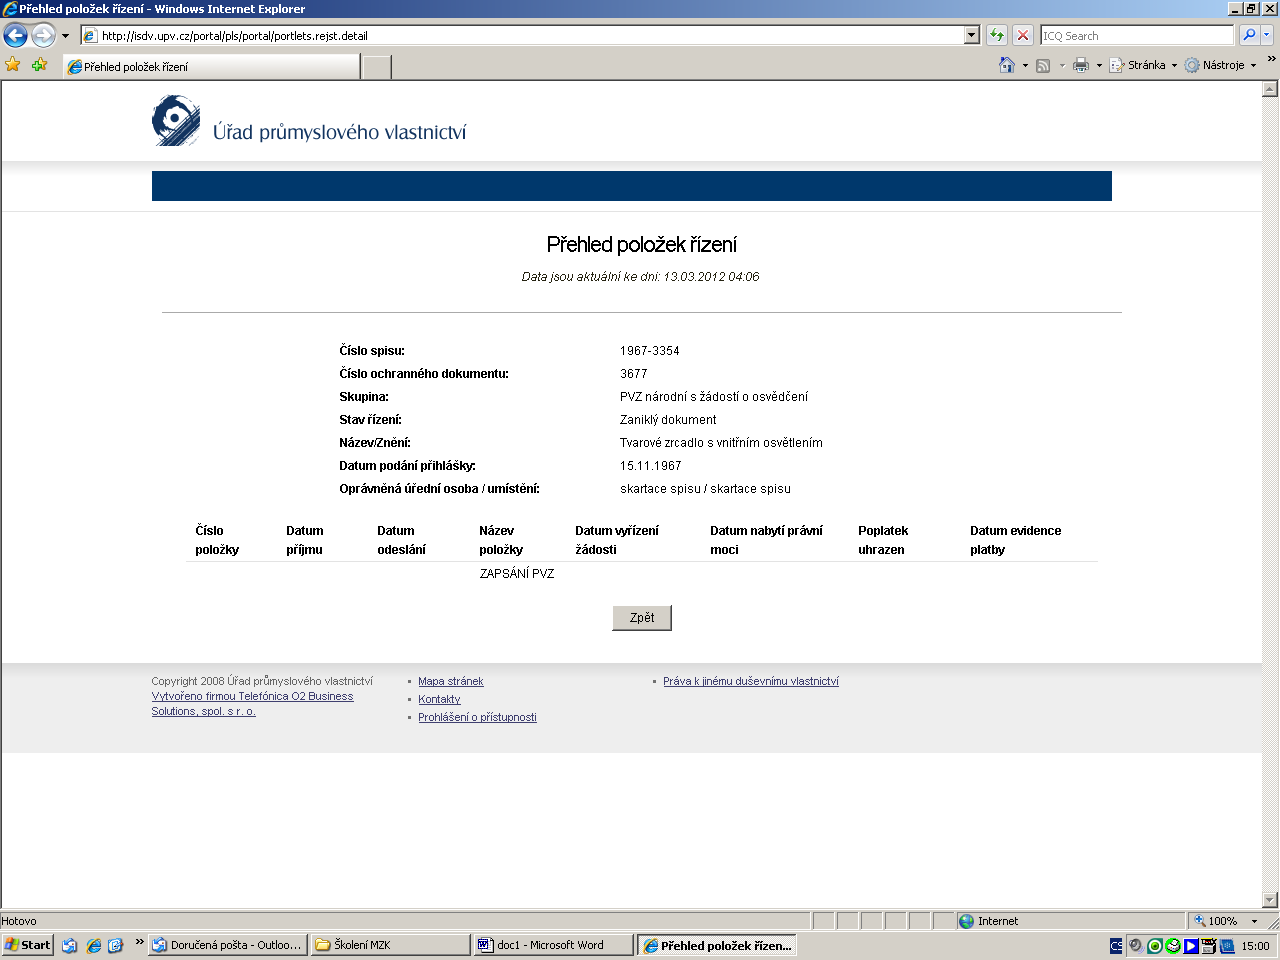 Přehled položek řízení - Windows Internet Explorer
http://isdv.upv.cz/portal/pls/portal/portlets.rejst.detail
ICQ Search
Přehled položek řízení
Stránka
Nástroje
»
Úřad průmyslového vlastnictví
Přehled položek řízení
Data jsou aktuální ke dni: 13.03.2012 04:06
Číslo spisu: 1967-3354
Číslo ochranného dokumentu: 3677
Skupina: PVZ národní s žádostí o osvědčení
Stav řízení: Zaniklý dokument
Název/Znění: Tvarové zrcadlo s vnitřním osvětlením
Datum podání přihlášky: 15.11.1967
Oprávněná úřední osoba / umístění: skartace spisu / skartace spisu
Číslo položky Datum příjmu Datum odeslání Název položky Datum vyřízení žádosti Datum nabytí právní moci Poplatek uhrazen Datum evidence platby
ZAPSÁNÍ PVZ
Zpět
Copyright 2008 Úřad průmyslového vlastnictví
Vytvořeno firmou Telefónica O2 Business
Solutions, spol. s r. o.
Mapa stránek
Kontakty
Prohlášení o přístupnosti
Práva k jinému duševnímu vlastnictví
Hotovo
Internet
100%
Start
»
Doručená pošta - Outloo...
Školení MZK
doc1 - Microsoft Word
Přehled položek řízen...
CS
15:00